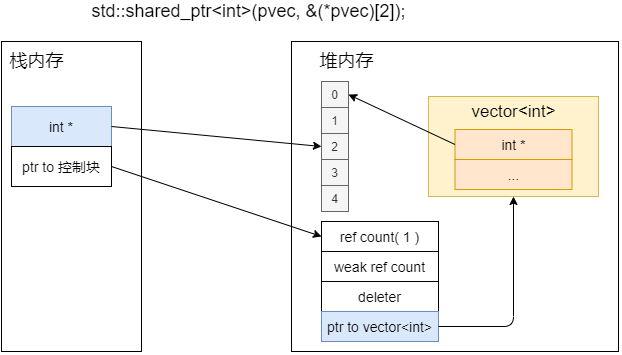 std::shared_ptr<int>(pvec, &(*pvec)[2]);
栈内存
int *
ptr to 控制块
堆内存
0
1
2
3
4
vector<int>
int *
...
ref count( 1 )
weak ref count
deleter
ptr to vector<int>